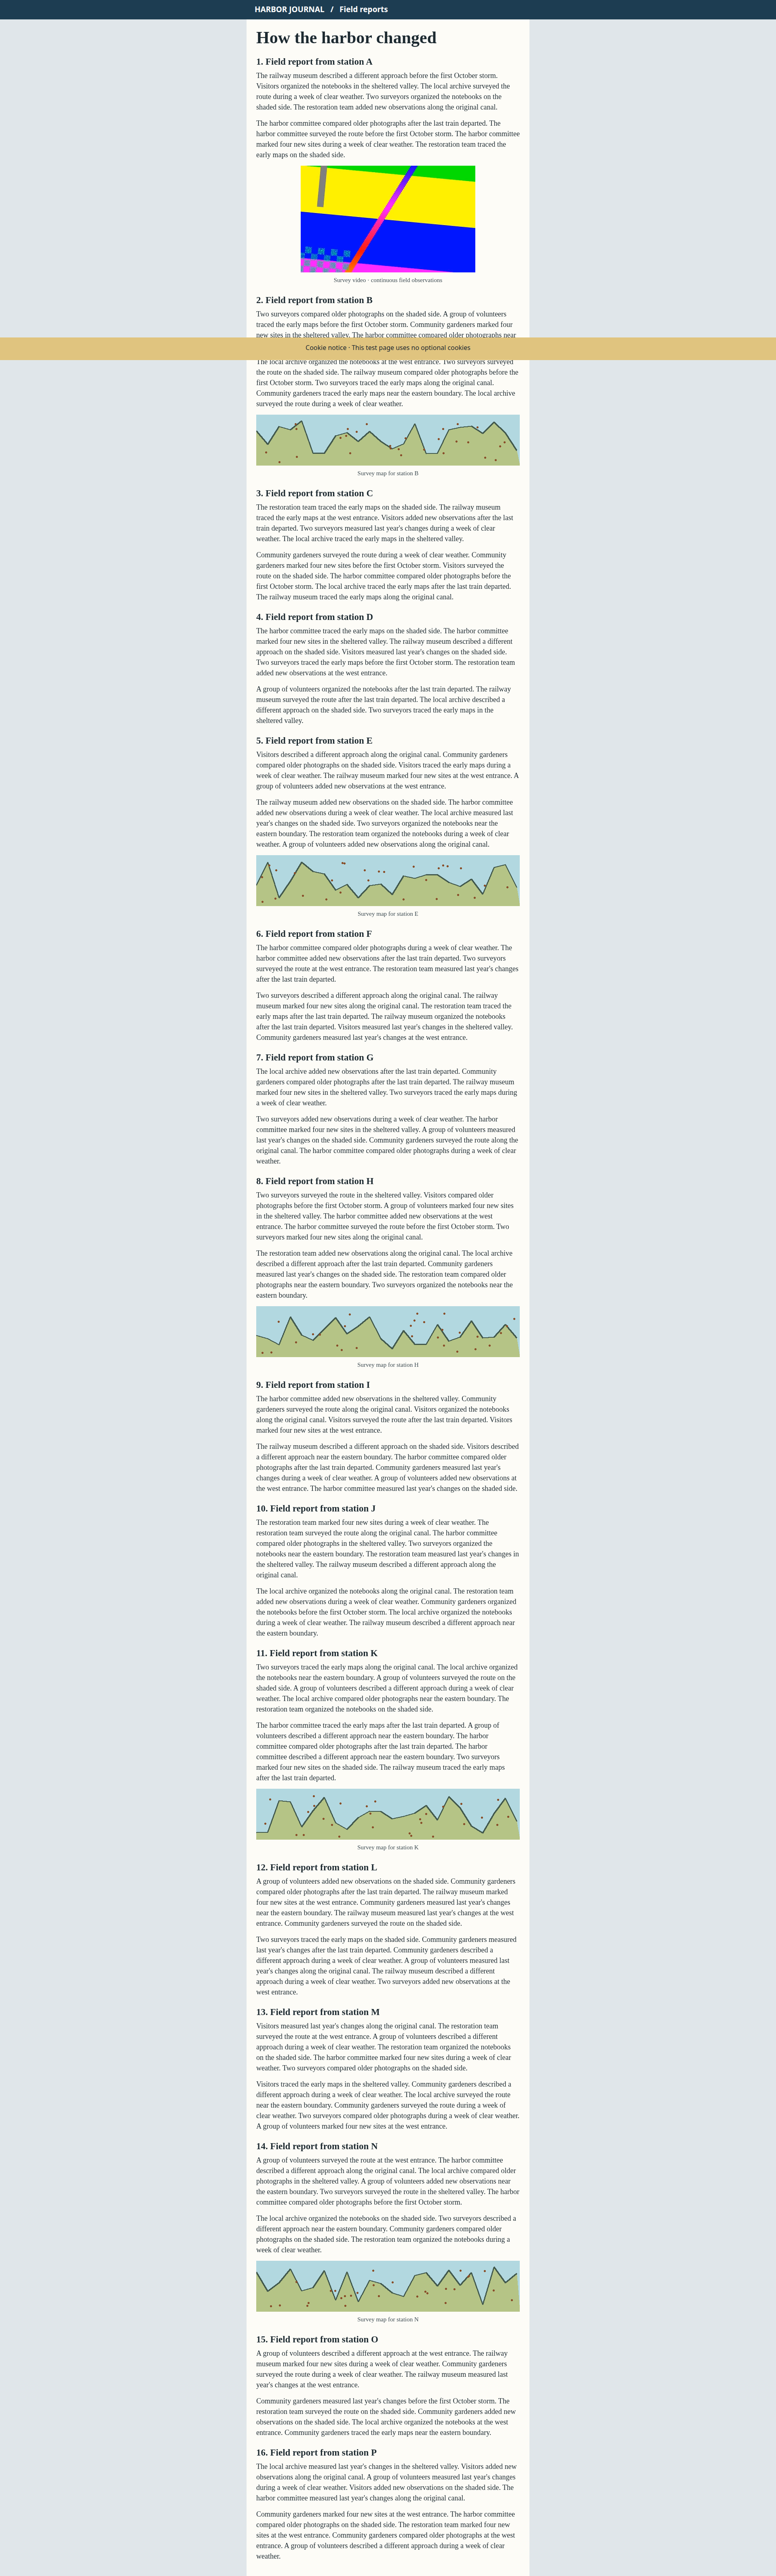 HARBOR JOURNAL / Field reports
How the harbor changed
1. Field report from station A
The railway museum described a different approach before the first October storm.
Visitors organized the notebooks in the sheltered valley. The local archive surveyed the
route during a week of clear weather. Two surveyors organized the notebooks on the
shaded side. The restoration team added new observations along the original canal.
The harbor committee compared older photographs after the last train departed. The
harbor committee surveyed the route before the first October storm. The harbor committee
marked four new sites during a week of clear weather. The restoration team traced the
early maps on the shaded side.
Survey video · continuous field observations
2. Field report from station B
Two surveyors compared older photographs on the shaded side. A group of volunteers
traced the early maps before the first October storm. Community gardeners marked four
new sites in the sheltered valley. The harbor committee compared older photographs near
Cookie notice · This test page uses no optional cookies
The local archive organized the notebooks at the west entrance. Two surveyors surveyed
the route on the shaded side. The railway museum compared older photographs before the
first October storm. Two surveyors traced the early maps along the original canal.
Community gardeners traced the early maps near the eastern boundary. The local archive
surveyed the route during a week of clear weather.
Survey map for station B
3. Field report from station C
The restoration team traced the early maps on the shaded side. The railway museum
traced the early maps at the west entrance. Visitors added new observations after the last
train departed. Two surveyors measured last year's changes during a week of clear
weather. The local archive traced the early maps in the sheltered valley.
Community gardeners surveyed the route during a week of clear weather. Community
gardeners marked four new sites before the first October storm. Visitors surveyed the
route on the shaded side. The harbor committee compared older photographs before the
first October storm. The local archive traced the early maps after the last train departed.
The railway museum traced the early maps along the original canal.
4. Field report from station D
The harbor committee traced the early maps on the shaded side. The harbor committee
marked four new sites in the sheltered valley. The railway museum described a different
approach on the shaded side. Visitors measured last year's changes on the shaded side.
Two surveyors traced the early maps before the first October storm. The restoration team
added new observations at the west entrance.
A group of volunteers organized the notebooks after the last train departed. The railway
museum surveyed the route after the last train departed. The local archive described a
different approach on the shaded side. Two surveyors traced the early maps in the
sheltered valley.
5. Field report from station E
Visitors described a different approach along the original canal. Community gardeners
compared older photographs on the shaded side. Visitors traced the early maps during a
week of clear weather. The railway museum marked four new sites at the west entrance. A
group of volunteers added new observations at the west entrance.
The railway museum added new observations on the shaded side. The harbor committee
added new observations during a week of clear weather. The local archive measured last
year's changes on the shaded side. Two surveyors organized the notebooks near the
eastern boundary. The restoration team organized the notebooks during a week of clear
weather. A group of volunteers added new observations along the original canal.
Survey map for station E
6. Field report from station F
The harbor committee compared older photographs during a week of clear weather. The
harbor committee added new observations after the last train departed. Two surveyors
surveyed the route at the west entrance. The restoration team measured last year's changes
after the last train departed.
Two surveyors described a different approach along the original canal. The railway
museum marked four new sites along the original canal. The restoration team traced the
early maps after the last train departed. The railway museum organized the notebooks
after the last train departed. Visitors measured last year's changes in the sheltered valley.
Community gardeners measured last year's changes at the west entrance.
7. Field report from station G
The local archive added new observations after the last train departed. Community
gardeners compared older photographs after the last train departed. The railway museum
marked four new sites in the sheltered valley. Two surveyors traced the early maps during
a week of clear weather.
Two surveyors added new observations during a week of clear weather. The harbor
committee marked four new sites in the sheltered valley. A group of volunteers measured
last year's changes on the shaded side. Community gardeners surveyed the route along the
original canal. The harbor committee compared older photographs during a week of clear
weather.
8. Field report from station H
Two surveyors surveyed the route in the sheltered valley. Visitors compared older
photographs before the first October storm. A group of volunteers marked four new sites
in the sheltered valley. The harbor committee added new observations at the west
entrance. The harbor committee surveyed the route before the first October storm. Two
surveyors marked four new sites along the original canal.
The restoration team added new observations along the original canal. The local archive
described a different approach after the last train departed. Community gardeners
measured last year's changes on the shaded side. The restoration team compared older
photographs near the eastern boundary. Two surveyors organized the notebooks near the
eastern boundary.
Survey map for station H
9. Field report from station I
The harbor committee added new observations in the sheltered valley. Community
gardeners surveyed the route along the original canal. Visitors organized the notebooks
along the original canal. Visitors surveyed the route after the last train departed. Visitors
marked four new sites at the west entrance.
The railway museum described a different approach on the shaded side. Visitors described
a different approach near the eastern boundary. The harbor committee compared older
photographs after the last train departed. Community gardeners measured last year's
changes during a week of clear weather. A group of volunteers added new observations at
the west entrance. The harbor committee measured last year's changes on the shaded side.
10. Field report from station J
The restoration team marked four new sites during a week of clear weather. The
restoration team surveyed the route along the original canal. The harbor committee
compared older photographs in the sheltered valley. Two surveyors organized the
notebooks near the eastern boundary. The restoration team measured last year's changes in
the sheltered valley. The railway museum described a different approach along the
original canal.
The local archive organized the notebooks along the original canal. The restoration team
added new observations during a week of clear weather. Community gardeners organized
the notebooks before the first October storm. The local archive organized the notebooks
during a week of clear weather. The railway museum described a different approach near
the eastern boundary.
11. Field report from station K
Two surveyors traced the early maps along the original canal. The local archive organized
the notebooks near the eastern boundary. A group of volunteers surveyed the route on the
shaded side. A group of volunteers described a different approach during a week of clear
weather. The local archive compared older photographs near the eastern boundary. The
restoration team organized the notebooks on the shaded side.
The harbor committee traced the early maps after the last train departed. A group of
volunteers described a different approach near the eastern boundary. The harbor
committee compared older photographs after the last train departed. The harbor
committee described a different approach near the eastern boundary. Two surveyors
marked four new sites on the shaded side. The railway museum traced the early maps
after the last train departed.
Survey map for station K
12. Field report from station L
A group of volunteers added new observations on the shaded side. Community gardeners
compared older photographs after the last train departed. The railway museum marked
four new sites at the west entrance. Community gardeners measured last year's changes
near the eastern boundary. The railway museum measured last year's changes at the west
entrance. Community gardeners surveyed the route on the shaded side.
Two surveyors traced the early maps on the shaded side. Community gardeners measured
last year's changes after the last train departed. Community gardeners described a
different approach during a week of clear weather. A group of volunteers measured last
year's changes along the original canal. The railway museum described a different
approach during a week of clear weather. Two surveyors added new observations at the
west entrance.
13. Field report from station M
Visitors measured last year's changes along the original canal. The restoration team
surveyed the route at the west entrance. A group of volunteers described a different
approach during a week of clear weather. The restoration team organized the notebooks
on the shaded side. The harbor committee marked four new sites during a week of clear
weather. Two surveyors compared older photographs on the shaded side.
Visitors traced the early maps in the sheltered valley. Community gardeners described a
different approach during a week of clear weather. The local archive surveyed the route
near the eastern boundary. Community gardeners surveyed the route during a week of
clear weather. Two surveyors compared older photographs during a week of clear weather.
A group of volunteers marked four new sites at the west entrance.
14. Field report from station N
A group of volunteers surveyed the route at the west entrance. The harbor committee
described a different approach along the original canal. The local archive compared older
photographs in the sheltered valley. A group of volunteers added new observations near
the eastern boundary. Two surveyors surveyed the route in the sheltered valley. The harbor
committee compared older photographs before the first October storm.
The local archive organized the notebooks on the shaded side. Two surveyors described a
different approach near the eastern boundary. Community gardeners compared older
photographs on the shaded side. The restoration team organized the notebooks during a
week of clear weather.
Survey map for station N
15. Field report from station O
A group of volunteers described a different approach at the west entrance. The railway
museum marked four new sites during a week of clear weather. Community gardeners
surveyed the route during a week of clear weather. The railway museum measured last
year's changes at the west entrance.
Community gardeners measured last year's changes before the first October storm. The
restoration team surveyed the route on the shaded side. Community gardeners added new
observations on the shaded side. The local archive organized the notebooks at the west
entrance. Community gardeners traced the early maps near the eastern boundary.
16. Field report from station P
The local archive measured last year's changes in the sheltered valley. Visitors added new
observations along the original canal. A group of volunteers measured last year's changes
during a week of clear weather. Visitors added new observations on the shaded side. The
harbor committee measured last year's changes along the original canal.
Community gardeners marked four new sites at the west entrance. The harbor committee
compared older photographs on the shaded side. The restoration team marked four new
sites at the west entrance. Community gardeners compared older photographs at the west
entrance. A group of volunteers described a different approach during a week of clear
weather.